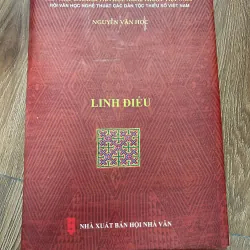 HỘI VĂN HỌC NGHỆ THUẬT CÁC DÂN TỘC THIỂU SỐ VIỆT NAM
NGUYỄN VĂN HỌC
LINH ĐIỂU
NHÀ XUẤT BẢN HỘI NHÀ VĂN